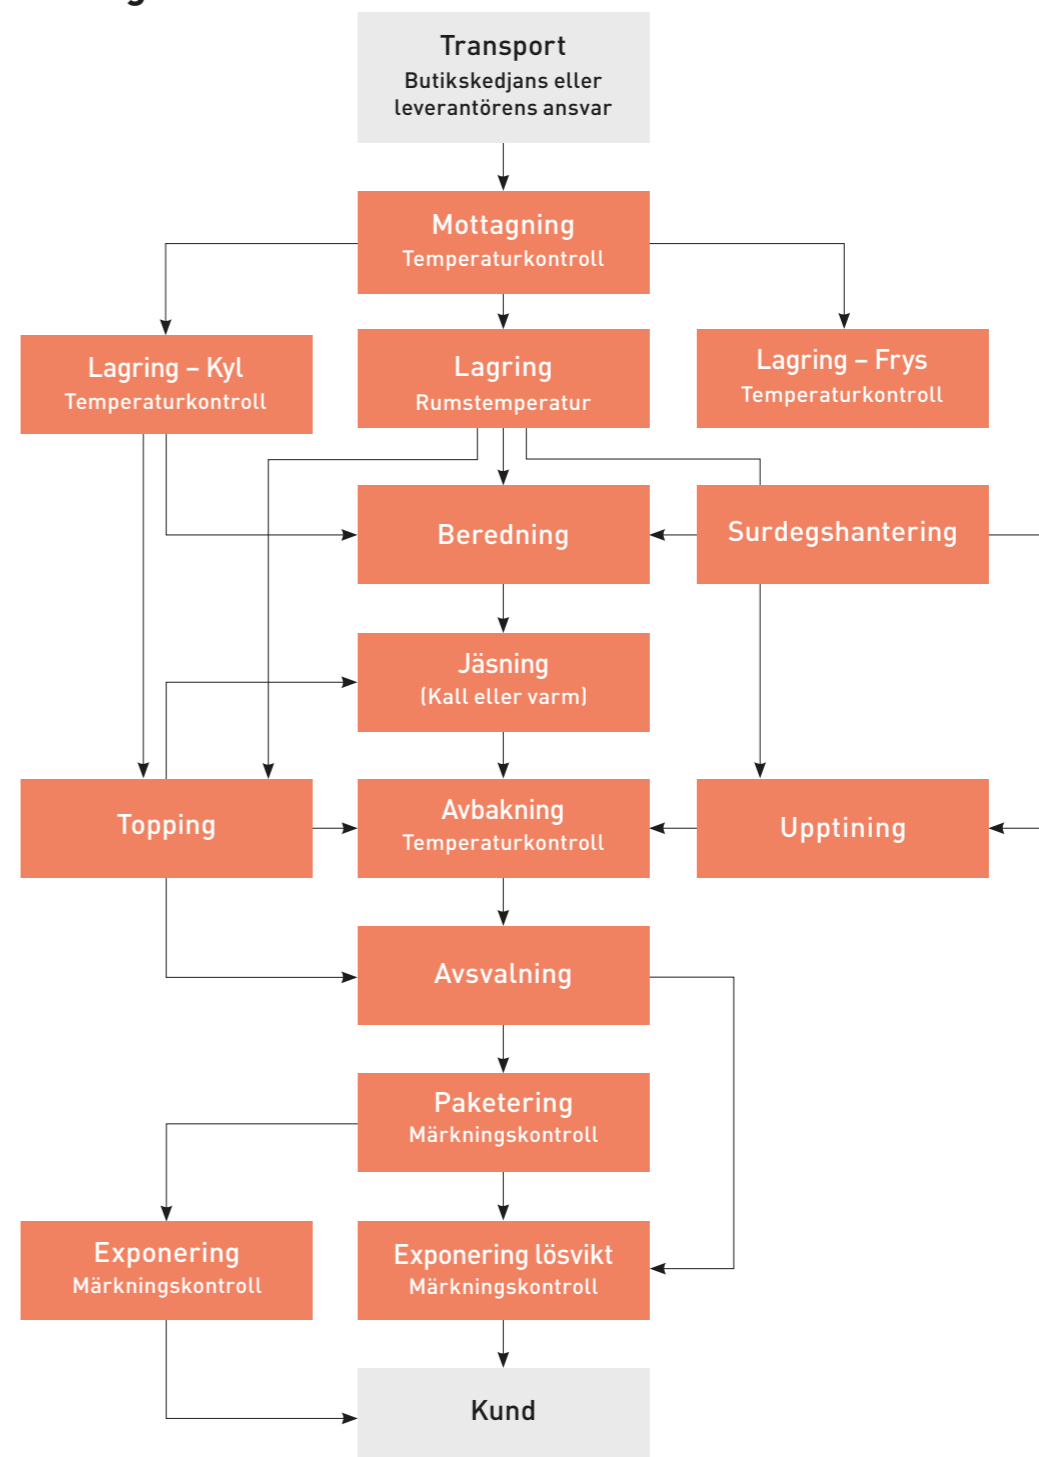 Transport
Butikskedjans eller
leverantörens ansvar
Mottagning
Temperaturkontroll
Lagring – Kyl
Temperaturkontroll
Lagring
Rumstemperatur
Lagring – Frys
Temperaturkontroll
Beredning
Surdegshantering
Jäsning
(Kall eller varm)
Topping
Avbakning
Temperaturkontroll
Upptining
Avsvalning
Paketering
Märkningskontroll
Exponering
Märkningskontroll
Exponering lösvikt
Märkningskontroll
Kund